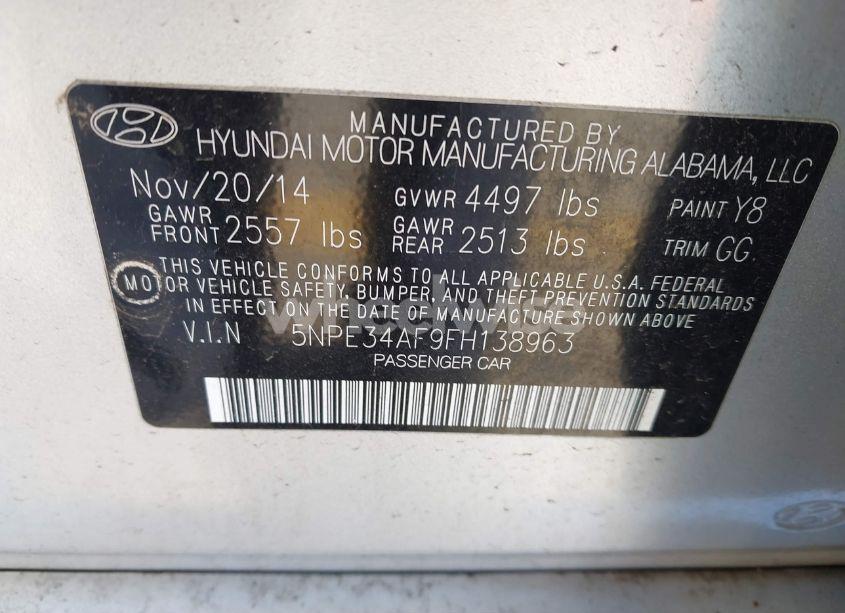 MANUFACTURED BY
HYUNDAI MOTOR MANUFACTURING ALABAMA, LLC
Nov/20/14 GVWR 4497 lbs PAINT Y8
GAWR FRONT 2557 lbs GAWR REAR 2513 lbs TRIM GG
THIS VEHICLE CONFORMS TO ALL APPLICABLE U.S.A. FEDERAL
MOTOR VEHICLE SAFETY, BUMPER, AND THEFT PREVENTION STANDARDS
IN EFFECT ON THE DATE OF MANUFACTURE SHOWN ABOVE
V.I.N 5NPE34AF9FH138963
PASSENGER CAR